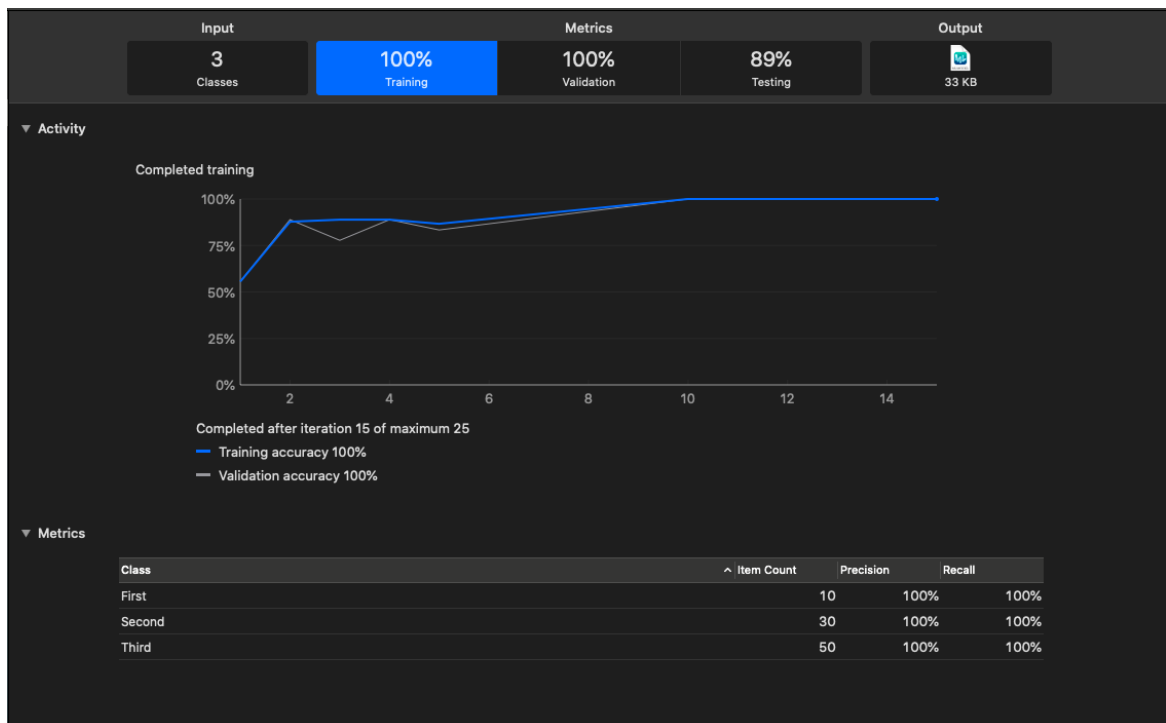 Input Metrics Output
3 100% 100% 89%
Classes Training Validation Testing 33 KB
Activity
Completed training
100%
75%
50%
25%
0%
2 4 6 8 10 12 14
Completed after iteration 15 of maximum 25
Training accuracy 100%
Validation accuracy 100%
Metrics
Class Item Count Precision Recall
First 10 100% 100%
Second 30 100% 100%
Third 50 100% 100%